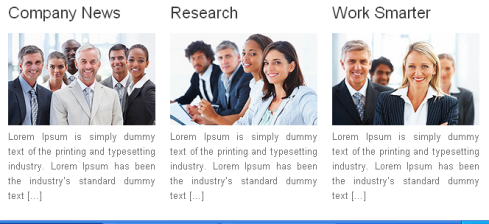 Company News
Lorem Ipsum is simply dummy
text of the printing and typesetting
industry. Lorem Ipsum has been
the industry's standard dummy
text [...]
Research
Lorem Ipsum is simply dummy
text of the printing and typesetting
industry. Lorem Ipsum has been
the industry's standard dummy
text [...]
Work Smarter
Lorem Ipsum is simply dummy
text of the printing and typesetting
industry. Lorem Ipsum has been
the industry's standard dummy
text [...]